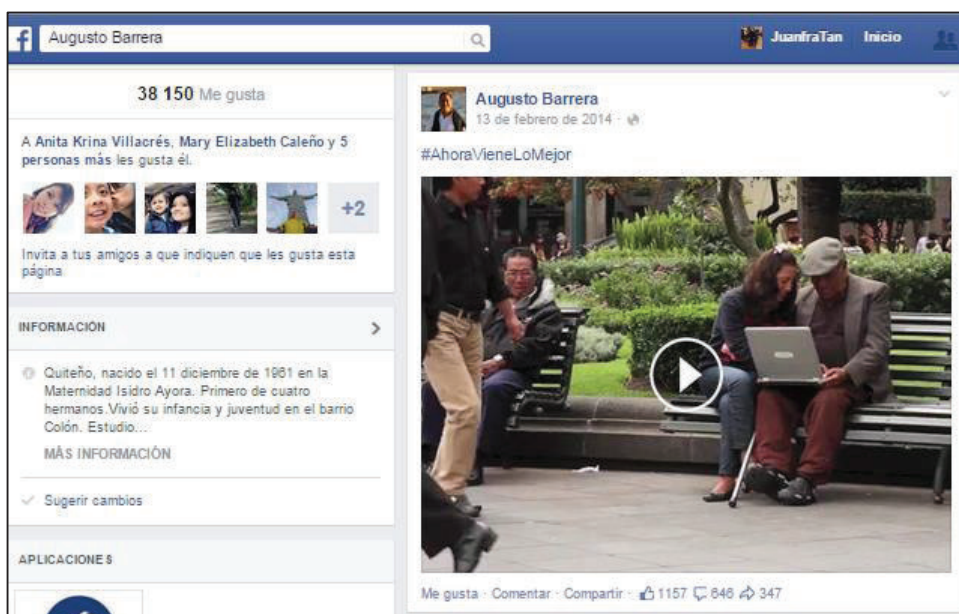 f Augusto Barrera
JuanfraTan Inicio
38 150 Me gusta
A Anita Krina Villacrés, Mary Elizabeth Caleño y 5
personas más les gusta él.
+2
Invita a tus amigos a que indiquen que les gusta esta
página
INFORMACIÓN
Quiteño, nacido el 11 diciembre de 1961 en la
Maternidad Isidro Ayora. Primero de cuatro
hermanos.Vivió su infancia y juventud en el barrio
Colón. Estudio...
MÁS INFORMACIÓN
Sugerir cambios
APLICACIONES
Augusto Barrera
13 de febrero de 2014 ·
#AhoraVieneLoMejor
Me gusta · Comentar · Compartir · 1157 646 347